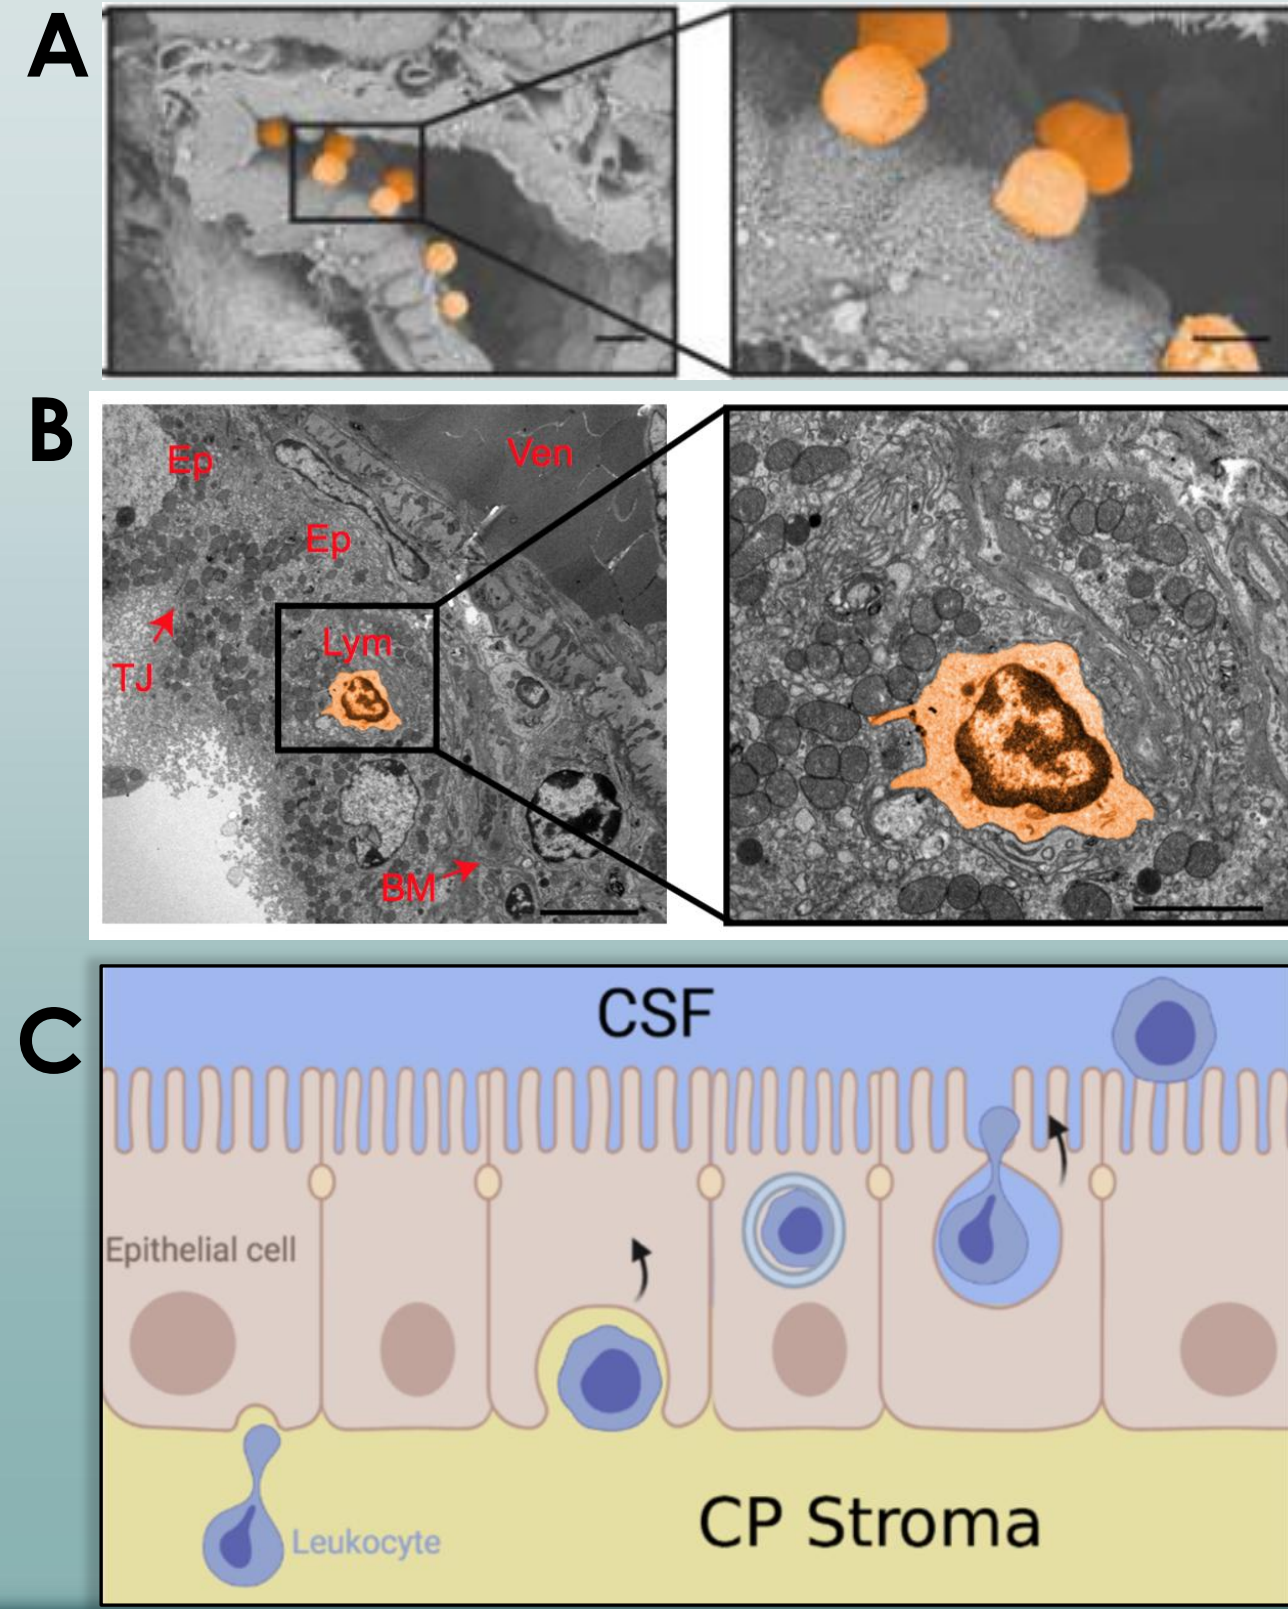 A
B
Ep
Ven
Ep
Lym
TJ
BM
C
CSF
Epithelial cell
CP Stroma
Leukocyte